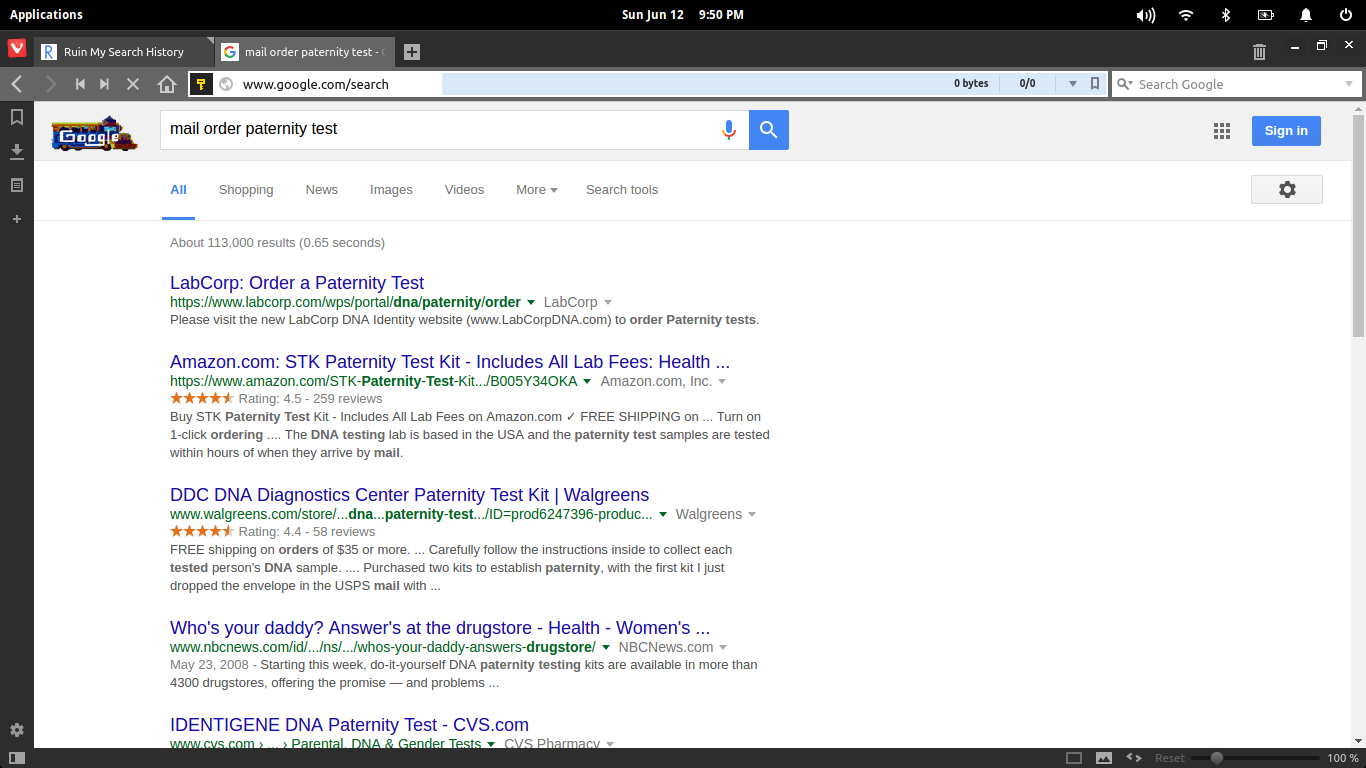 Applications
Sun Jun 12 9:50 PM
Ruin My Search History
mail order paternity test -
www.google.com/search
0 bytes
0/0
Search Google
Google
mail order paternity test
Sign in
All
Shopping
News
Images
Videos
More
Search tools
About 113,000 results (0.65 seconds)
LabCorp: Order a Paternity Test
https://www.labcorp.com/wps/portal/dna/paternity/order LabCorp
Please visit the new LabCorp DNA Identity website (www.LabCorpDNA.com) to order Paternity tests.
Amazon.com: STK Paternity Test Kit - Includes All Lab Fees: Health ...
https://www.amazon.com/STK-Paternity-Test-Kit.../B005Y34OKA Amazon.com, Inc.
Rating: 4.5 - 259 reviews
Buy STK Paternity Test Kit - Includes All Lab Fees on Amazon.com ✓ FREE SHIPPING on ... Turn on
1-click ordering .... The DNA testing lab is based in the USA and the paternity test samples are tested
within hours of when they arrive by mail.
DDC DNA Diagnostics Center Paternity Test Kit | Walgreens
www.walgreens.com/store/...dna...paternity-test.../ID=prod6247396-produc... Walgreens
Rating: 4.4 - 58 reviews
FREE shipping on orders of $35 or more. ... Carefully follow the instructions inside to collect each
tested person's DNA sample. .... Purchased two kits to establish paternity, with the first kit I just
dropped the envelope in the USPS mail with ...
Who's your daddy? Answer's at the drugstore - Health - Women's ...
www.nbcnews.com/id/.../ns/.../whos-your-daddy-answers-drugstore/ NBCNews.com
May 23, 2008 - Starting this week, do-it-yourself DNA paternity testing kits are available in more than
4300 drugstores, offering the promise — and problems ...
IDENTIGENE DNA Paternity Test - CVS.com
www.cvs.com › ... › Parental, DNA & Gender Tests CVS Pharmacy
Reset
100 %